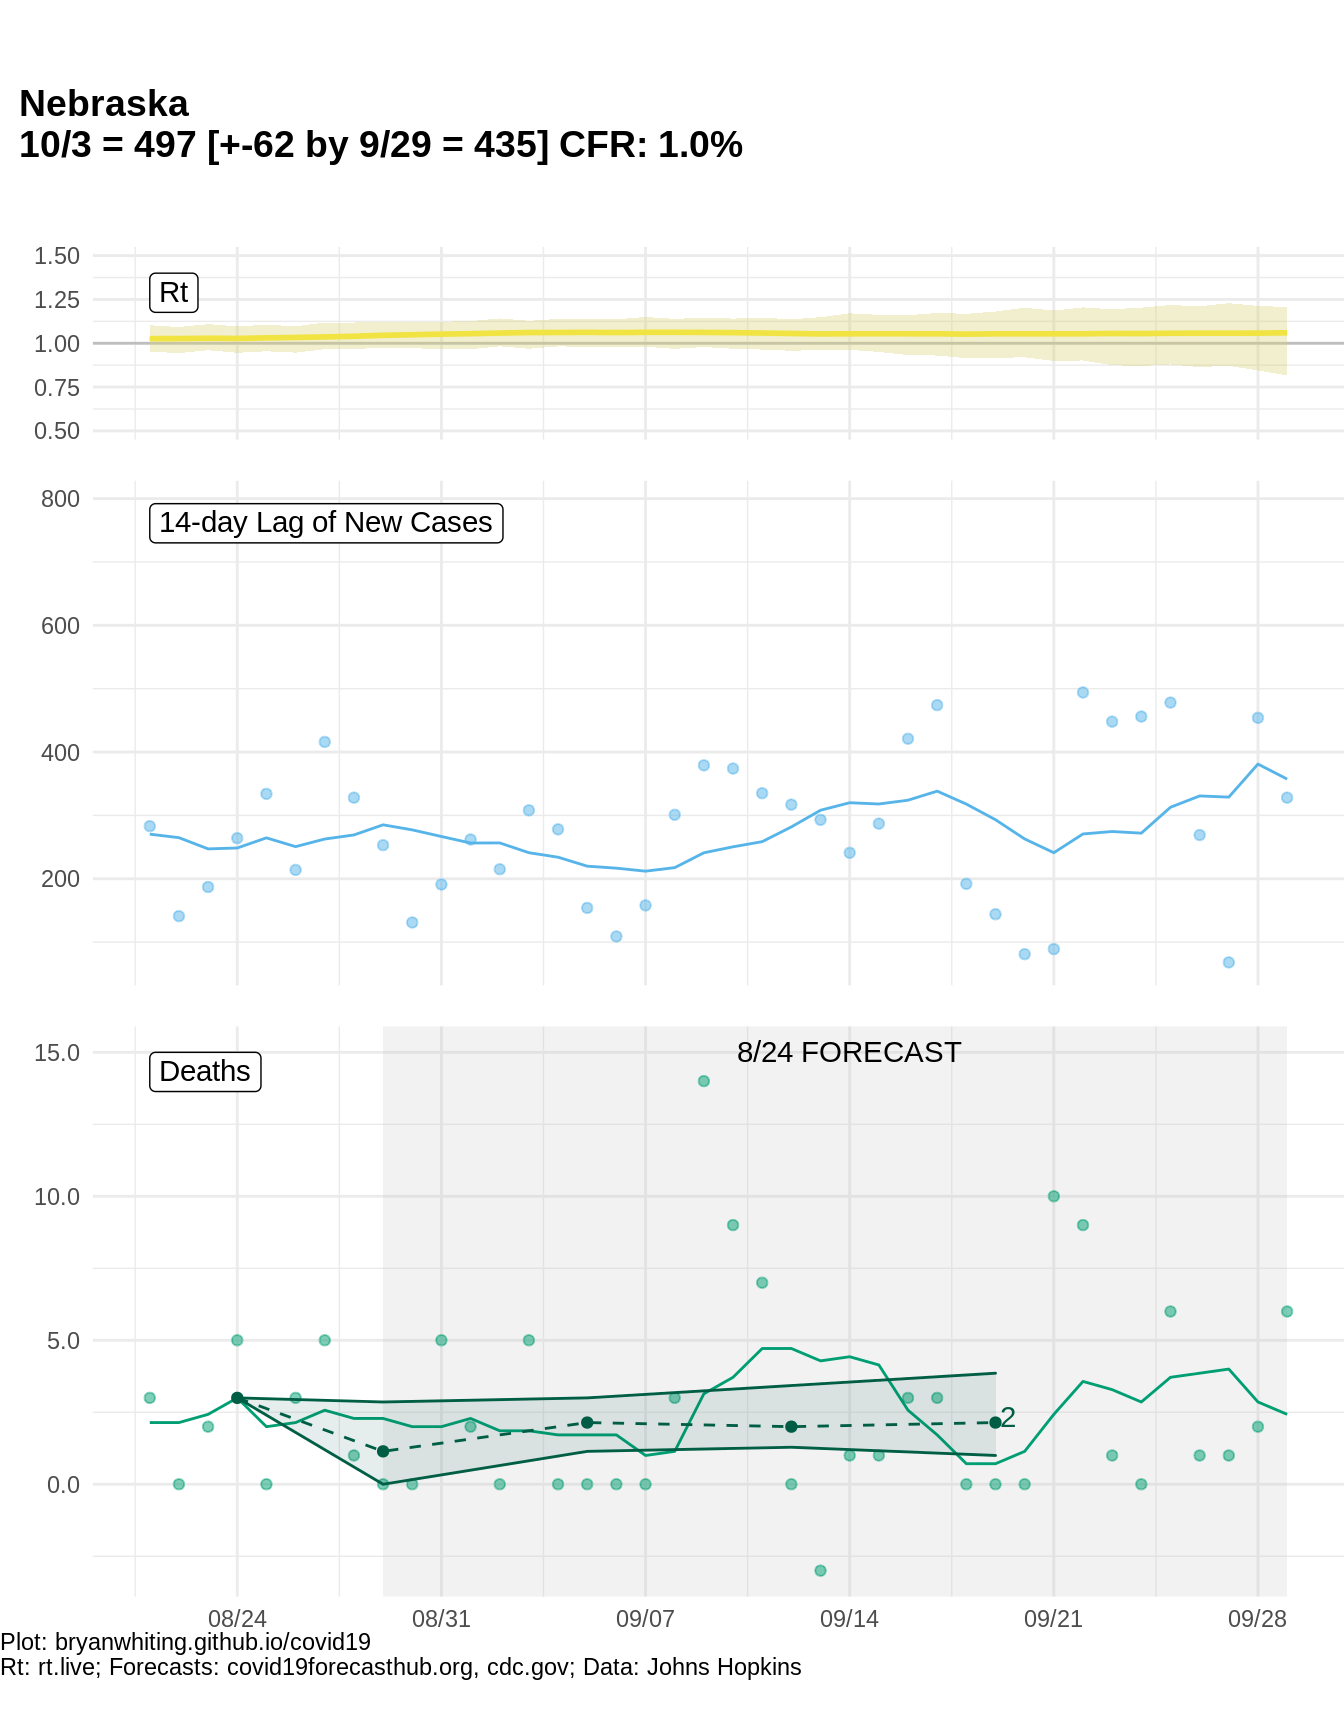 Nebraska
10/3 = 497 [+-62 by 9/29 = 435] CFR: 1.0%
1.50
Rt
1.25
1.00
0.75
0.50
800
14-day Lag of New Cases
600
400
200
15.0
8/24 FORECAST
Deaths
10.0
5.0
2
0.0
08/24 08/31 09/07 09/14 09/21 09/28
Plot: bryanwhiting.github.io/covid19
Rt: rt.live; Forecasts: covid19forecasthub.org, cdc.gov; Data: Johns Hopkins